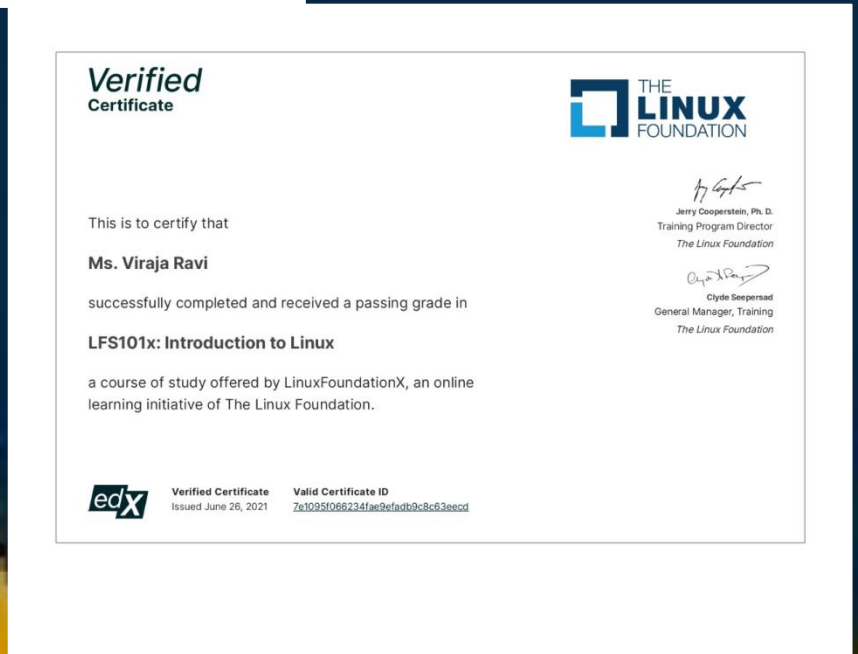 Verified
Certificate
THE
LINUX
FOUNDATION
This is to certify that
Ms. Viraja Ravi
successfully completed and received a passing grade in
LFS101x: Introduction to Linux
a course of study offered by LinuxFoundationX, an online
learning initiative of The Linux Foundation.
Jerry Cooperstein, Ph. D.
Training Program Director
The Linux Foundation
Clyde Seepersad
General Manager, Training
The Linux Foundation
edX
Verified Certificate
Issued June 26, 2021
Valid Certificate ID
7e1095f066234fae9efadb9c8c63eecd